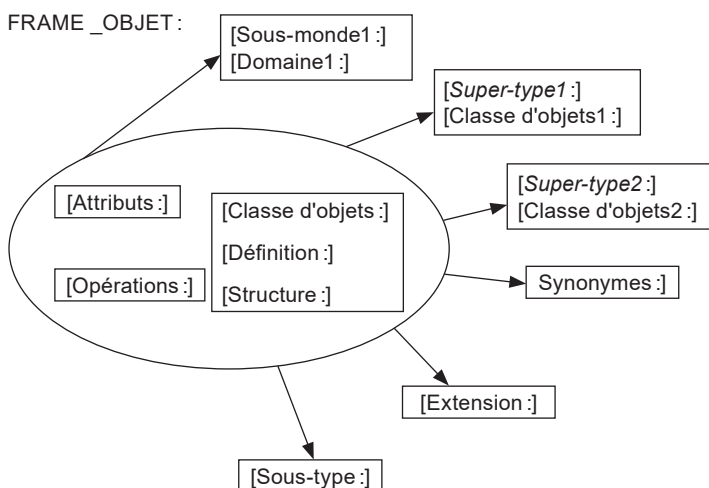 FRAME _OBJET :
[Sous-monde1 :]
[Domaine1 :]
[Super-type1 :]
[Classe d'objets1 :]
[Super-type2 :]
[Classe d'objets2 :]
[Attributs :]
[Classe d'objets :]
[Définition :]
[Opérations :]
[Structure :]
Synonymes :]
[Extension :]
[Sous-type :]